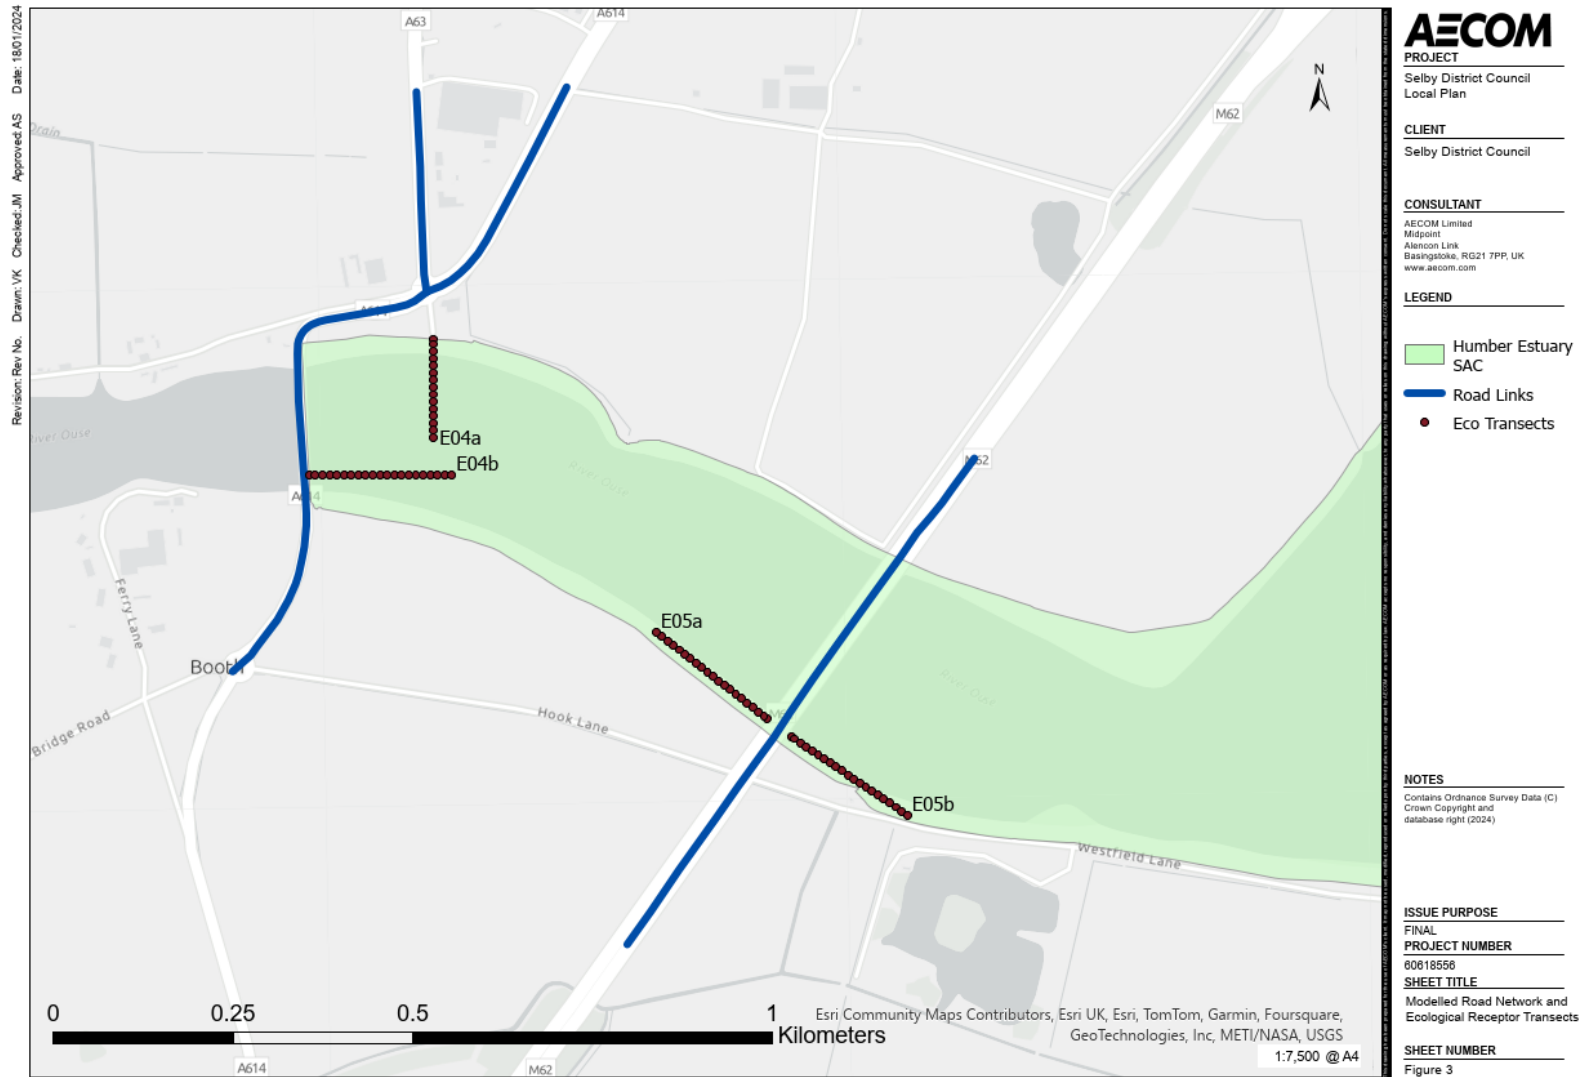 Revision: Rev No. Drawn: VK Checked: JM Approved: AS Date: 18/01/2024
A63
A614
M62
N
Drain
A614
River Ouse
E04a
E04b
A614
River Ouse
M62
Ferry Lane
E05a
Booth
River Ouse
Hook Lane
Bridge Road
E05b
Westfield Lane
0 0.25 0.5 1
Kilometers
Esri Community Maps Contributors, Esri UK, Esri, TomTom, Garmin, Foursquare,
GeoTechnologies, Inc, METI/NASA, USGS
1:7,500 @ A4
A614
M62
AECOM
PROJECT
Selby District Council
Local Plan
CLIENT
Selby District Council
CONSULTANT
AECOM Limited
Midpoint
Alencon Link
Basingstoke, RG21 7PP, UK
www.aecom.com
LEGEND
Humber Estuary
SAC
Road Links
Eco Transects
NOTES
Contains Ordnance Survey Data (C)
Crown Copyright and
database right (2024)
ISSUE PURPOSE
FINAL
PROJECT NUMBER
60618556
SHEET TITLE
Modelled Road Network and
Ecological Receptor Transects
SHEET NUMBER
Figure 3